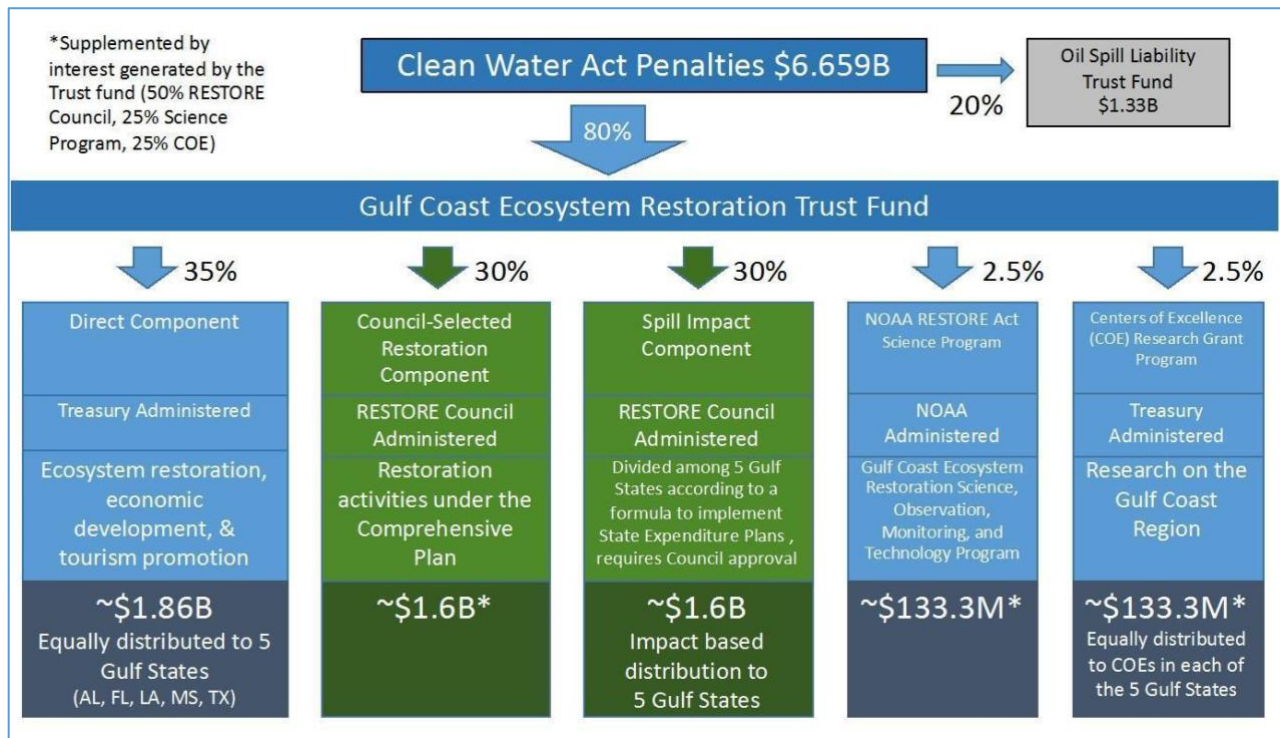 *Supplemented by
interest generated by the
Trust fund (50% RESTORE
Council, 25% Science
Program, 25% COE)
Clean Water Act Penalties $6.659B
20%
Oil Spill Liability
Trust Fund
$1.33B
80%
Gulf Coast Ecosystem Restoration Trust Fund
35%
Direct Component
Treasury Administered
Ecosystem restoration,
economic
development, &
tourism promotion
~$1.86B
Equally distributed to 5
Gulf States
(AL, FL, LA, MS, TX)
30%
Council-Selected
Restoration
Component
RESTORE Council
Administered
Restoration
activities under the
Comprehensive
Plan
~$1.6B*
30%
Spill Impact
Component
RESTORE Council
Administered
Divided among 5 Gulf
States according to a
formula to implement
State Expenditure Plans ,
requires Council approval
~$1.6B
Impact based
distribution to
5 Gulf States
2.5%
NOAA RESTORE Act
Science Program
NOAA
Administered
Gulf Coast Ecosystem
Restoration Science,
Observation,
Monitoring, and
Technology Program
~$133.3M*
2.5%
Centers of Excellence
(COE) Research Grant
Program
Treasury
Administered
Research on the
Gulf Coast
Region
~$133.3M*
Equally distributed
to COEs in each of
the 5 Gulf States